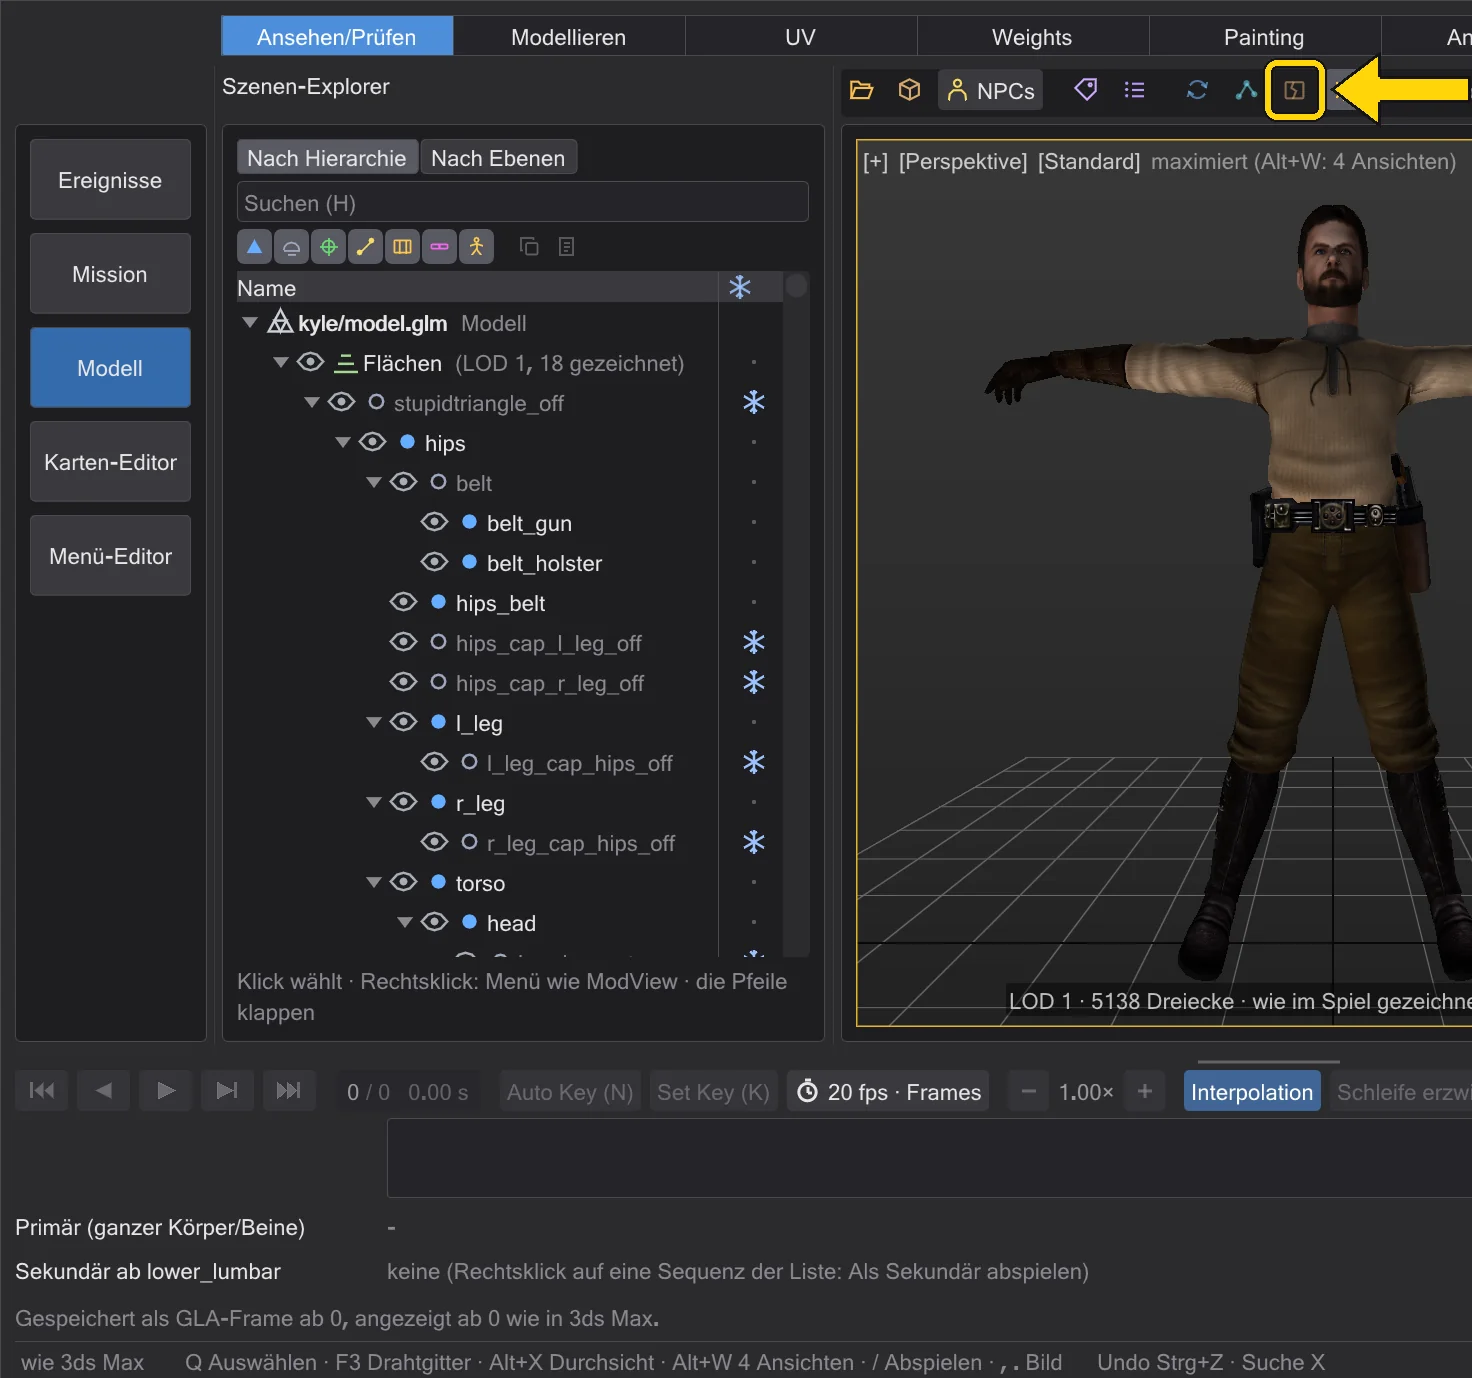 Ansehen/Prüfen
Modellieren
UV
Weights
Painting
Szenen-Explorer
NPCs
Ereignisse
Mission
Modell
Karten-Editor
Menü-Editor
Nach Hierarchie
Nach Ebenen
Suchen (H)
Name
kyle/model.glm Modell
Flächen (LOD 1, 18 gezeichnet)
stupidtriangle_off
hips
belt
belt_gun
belt_holster
hips_belt
hips_cap_l_leg_off
hips_cap_r_leg_off
l_leg
l_leg_cap_hips_off
r_leg
r_leg_cap_hips_off
torso
head
Klick wählt · Rechtsklick: Menü wie ModView · die Pfeile
klappen
[+] [Perspektive] [Standard] maximiert (Alt+W: 4 Ansichten)
LOD 1 · 5138 Dreiecke · wie im Spiel
0 / 0 0.00 s
Auto Key (N)
Set Key (K)
20 fps · Frames
− 1.00× +
Interpolation
Schleife
Primär (ganzer Körper/Beine) -
Sekundär ab lower_lumbar keine (Rechtsklick auf eine Sequenz der Liste: Als Sekundär abspielen)
Gespeichert als GLA-Frame ab 0, angezeigt ab 0 wie in 3ds Max.
wie 3ds Max Q Auswählen · F3 Drahtgitter · Alt+X Durchsicht · Alt+W 4 Ansichten · / Abspielen · , . Bild Undo Strg+Z · Suche X